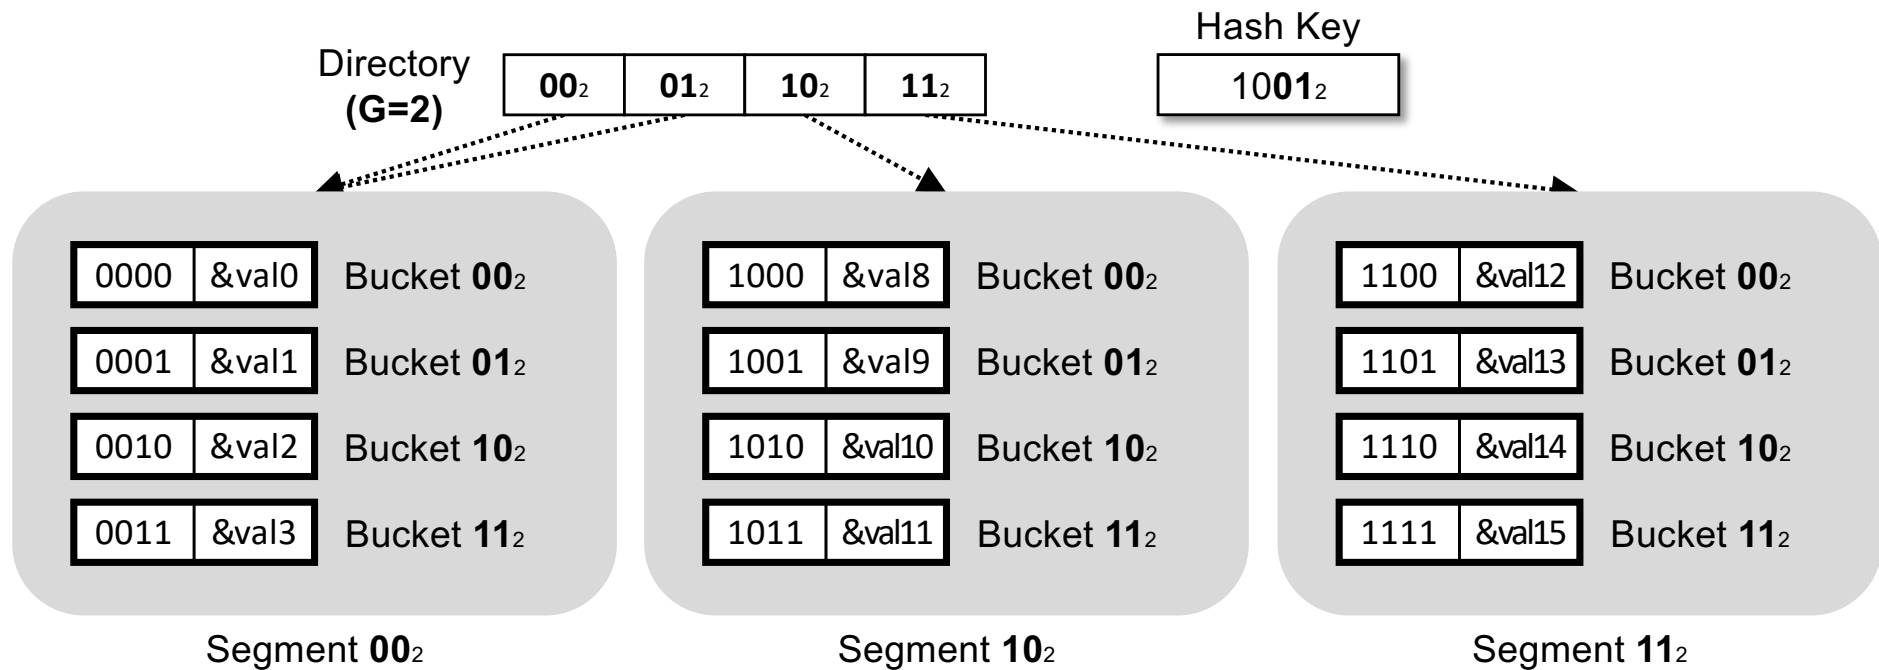 Hash Key
Directory
(G=2)
00₂ 01₂ 10₂ 11₂
1001₂
0000 &val0 Bucket 00₂
0001 &val1 Bucket 01₂
0010 &val2 Bucket 10₂
0011 &val3 Bucket 11₂
Segment 00₂
1000 &val8 Bucket 00₂
1001 &val9 Bucket 01₂
1010 &val10 Bucket 10₂
1011 &val11 Bucket 11₂
Segment 10₂
1100 &val12 Bucket 00₂
1101 &val13 Bucket 01₂
1110 &val14 Bucket 10₂
1111 &val15 Bucket 11₂
Segment 11₂